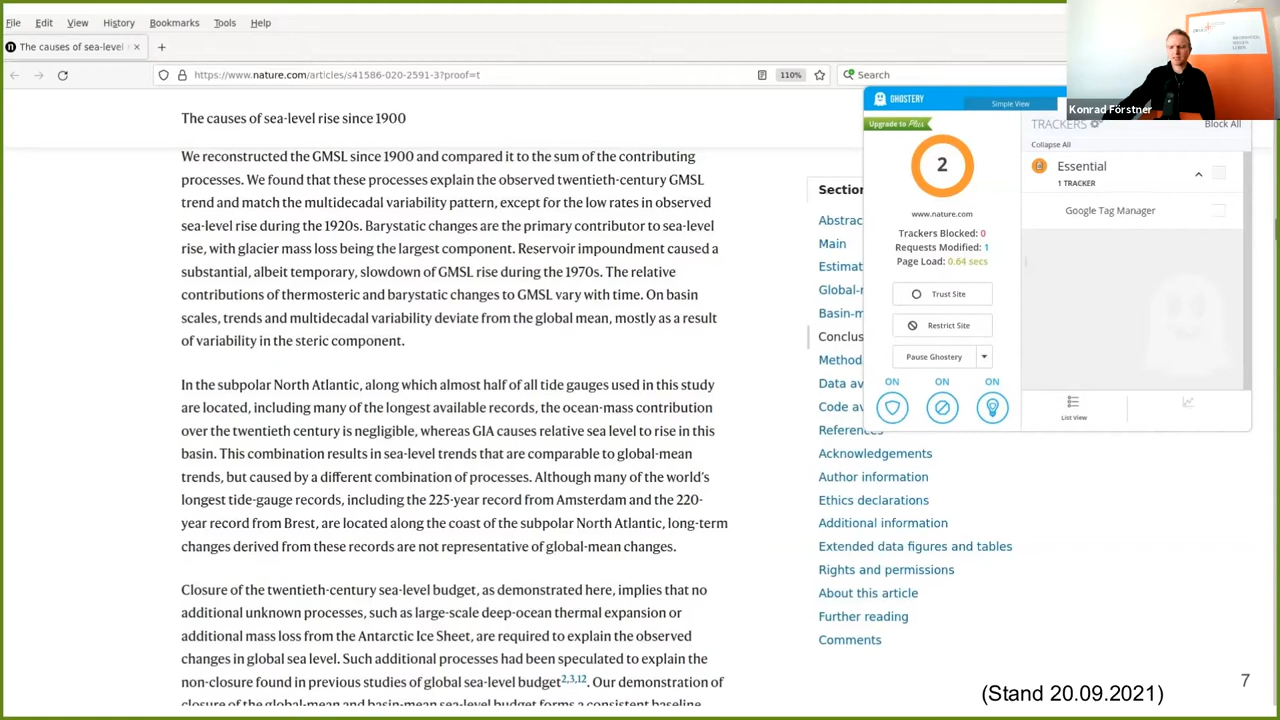 File Edit View History Bookmarks Tools Help
The causes of sea-level
https://www.nature.com/articles/s41586-020-2591-3?proof=t
110%
Search
The causes of sea-level rise since 1900
We reconstructed the GMSL since 1900 and compared it to the sum of the contributing
processes. We found that these processes explain the observed twentieth-century GMSL
trend and match the multidecadal variability pattern, except for the low rates in observed
sea-level rise during the 1920s. Barystatic changes are the primary contributor to sea-level
rise, with glacier mass loss being the largest component. Reservoir impoundment caused a
substantial, albeit temporary, slowdown of GMSL rise during the 1970s. The relative
contributions of thermosteric and barystatic changes to GMSL vary with time. On basin
scales, trends and multidecadal variability deviate from the global mean, mostly as a result
of variability in the steric component.
In the subpolar North Atlantic, along which almost half of all tide gauges used in this study
are located, including many of the longest available records, the ocean-mass contribution
over the twentieth century is negligible, whereas GIA causes relative sea level to rise in this
basin. This combination results in sea-level trends that are comparable to global-mean
trends, but caused by a different combination of processes. Although many of the world's
longest tide-gauge records, including the 225-year record from Amsterdam and the 220-
year record from Brest, are located along the coast of the subpolar North Atlantic, long-term
changes derived from these records are not representative of global-mean changes.
Closure of the twentieth-century sea-level budget, as demonstrated here, implies that no
additional unknown processes, such as large-scale deep-ocean thermal expansion or
additional mass loss from the Antarctic Ice Sheet, are required to explain the observed
changes in global sea level. Such additional processes had been speculated to explain the
non-closure found in previous studies of global sea-level budget2,3,12. Our demonstration of
closure of the global-mean and basin-mean sea-level budget forms a consistent baseline
Section
Abstrac
Main
Estimat
Global-r
Basin-m
Conclus
Method
Data av
Code av
References
Acknowledgements
Author information
Ethics declarations
Additional information
Extended data figures and tables
Rights and permissions
About this article
Further reading
Comments
GHOSTERY
Simple View
Upgrade to Plus
2
www.nature.com
Trackers Blocked: 0
Requests Modified: 1
Page Load: 0.64 secs
Trust Site
Restrict Site
Pause Ghostery
ON ON ON
TRACKERS
Block All
Collapse All
Essential
1 TRACKER
Google Tag Manager
List View
Konrad Förstner
INFORMATION.
WISSEN.
LEBEN.
7
(Stand 20.09.2021)